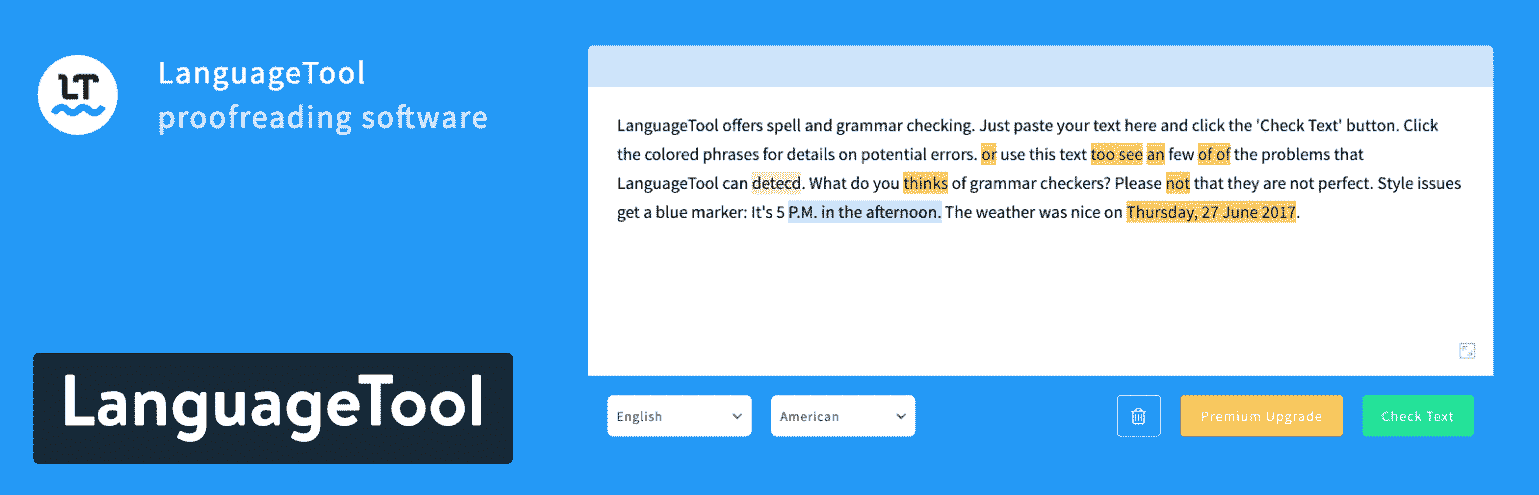 LT
LanguageTool
proofreading software
LanguageTool offers spell and grammar checking. Just paste your text here and click the 'Check Text' button. Click
the colored phrases for details on potential errors. or use this text too see an few of of the problems that
LanguageTool can detecd. What do you thinks of grammar checkers? Please not that they are not perfect. Style issues
get a blue marker: It's 5 P.M. in the afternoon. The weather was nice on Thursday, 27 June 2017.
LanguageTool
English
American
Premium Upgrade
Check Text